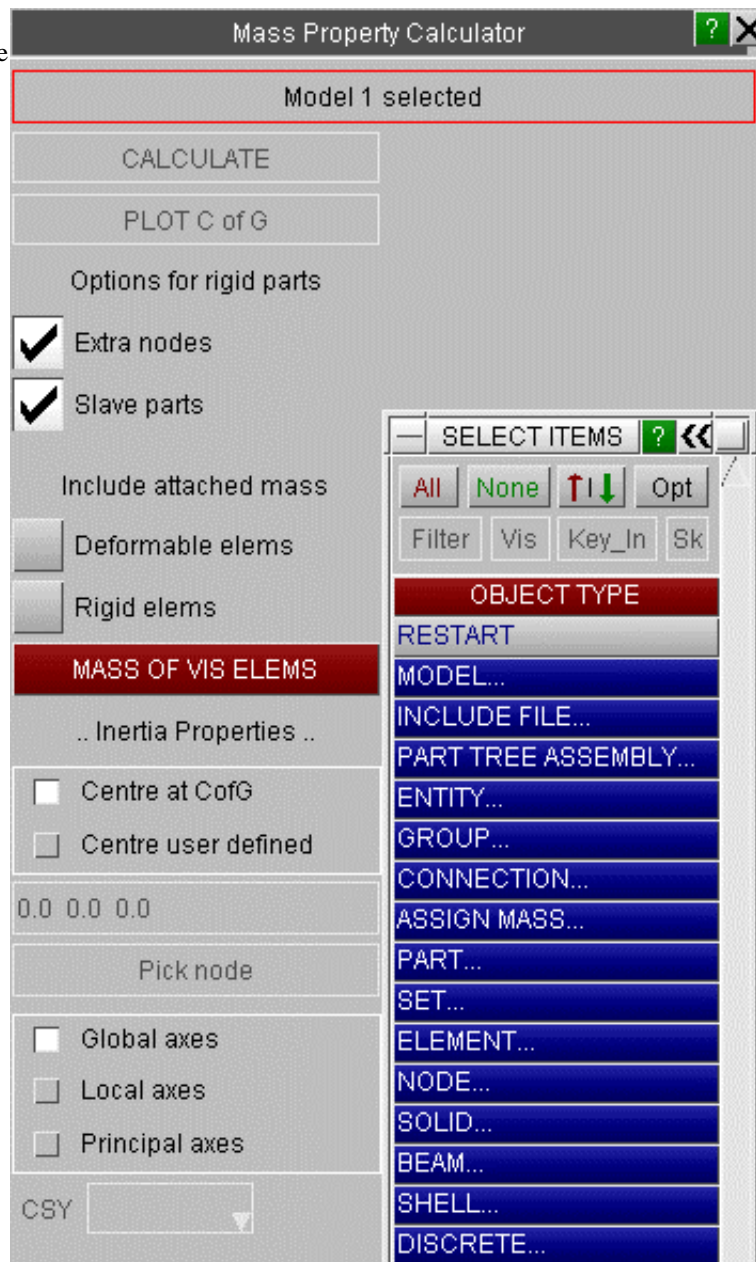 Mass Property Calculator ?
e
Model 1 selected
CALCULATE
PLOT C of G
Options for rigid parts
Extra nodes
Slave parts
Include attached mass
Deformable elems
Rigid elems
MASS OF VIS ELEMS
.. Inertia Properties ..
Centre at CofG
Centre user defined
0.0 0.0 0.0
Pick node
Global axes
Local axes
Principal axes
CSY
SELECT ITEMS ?
All None Opt
Filter Vis Key_In Sk
OBJECT TYPE
RESTART
MODEL...
INCLUDE FILE...
PART TREE ASSEMBLY...
ENTITY...
GROUP...
CONNECTION...
ASSIGN MASS...
PART...
SET...
ELEMENT...
NODE...
SOLID...
BEAM...
SHELL...
DISCRETE...